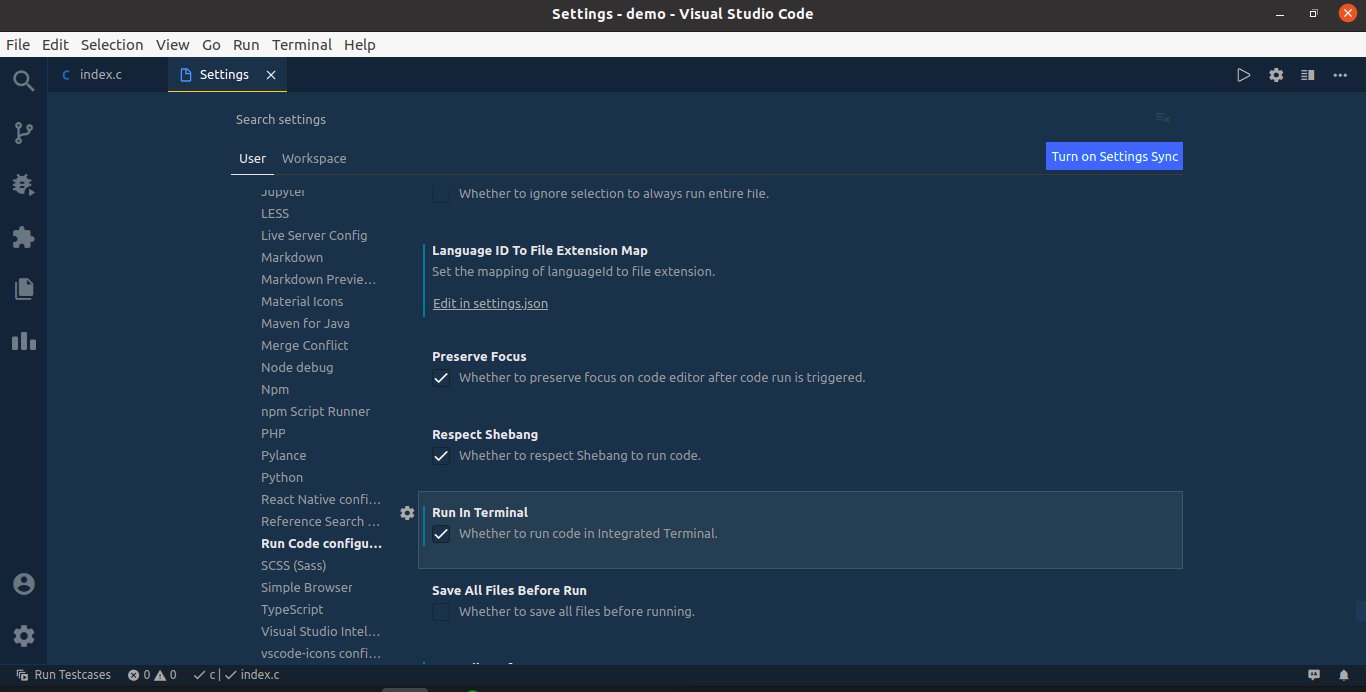 Settings - demo - Visual Studio Code
File Edit Selection View Go Run Terminal Help
index.c Settings
Search settings
User Workspace
Turn on Settings Sync
Jupyter
LESS
Live Server Config
Markdown
Markdown Previe...
Material Icons
Maven for Java
Merge Conflict
Node debug
Npm
npm Script Runner
PHP
Pylance
Python
React Native confi...
Reference Search ...
Run Code configu...
SCSS (Sass)
Simple Browser
TypeScript
Visual Studio Intel...
vscode-icons confi...
Whether to ignore selection to always run entire file.
Language ID To File Extension Map
Set the mapping of languageId to file extension.
Edit in settings.json
Preserve Focus
Whether to preserve focus on code editor after code run is triggered.
Respect Shebang
Whether to respect Shebang to run code.
Run In Terminal
Whether to run code in Integrated Terminal.
Save All Files Before Run
Whether to save all files before running.
Run Testcases 0 0 c | index.c